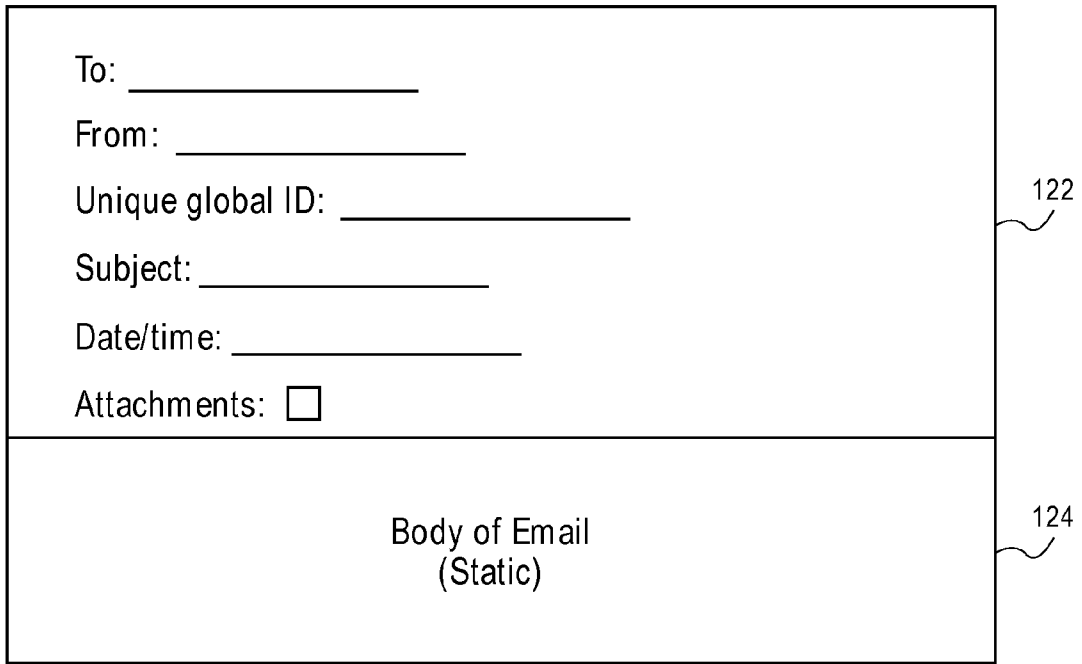 To:
From:
Unique global ID:
122
Subject:
Date/time:
Attachments:
Body of Email
(Static)
124